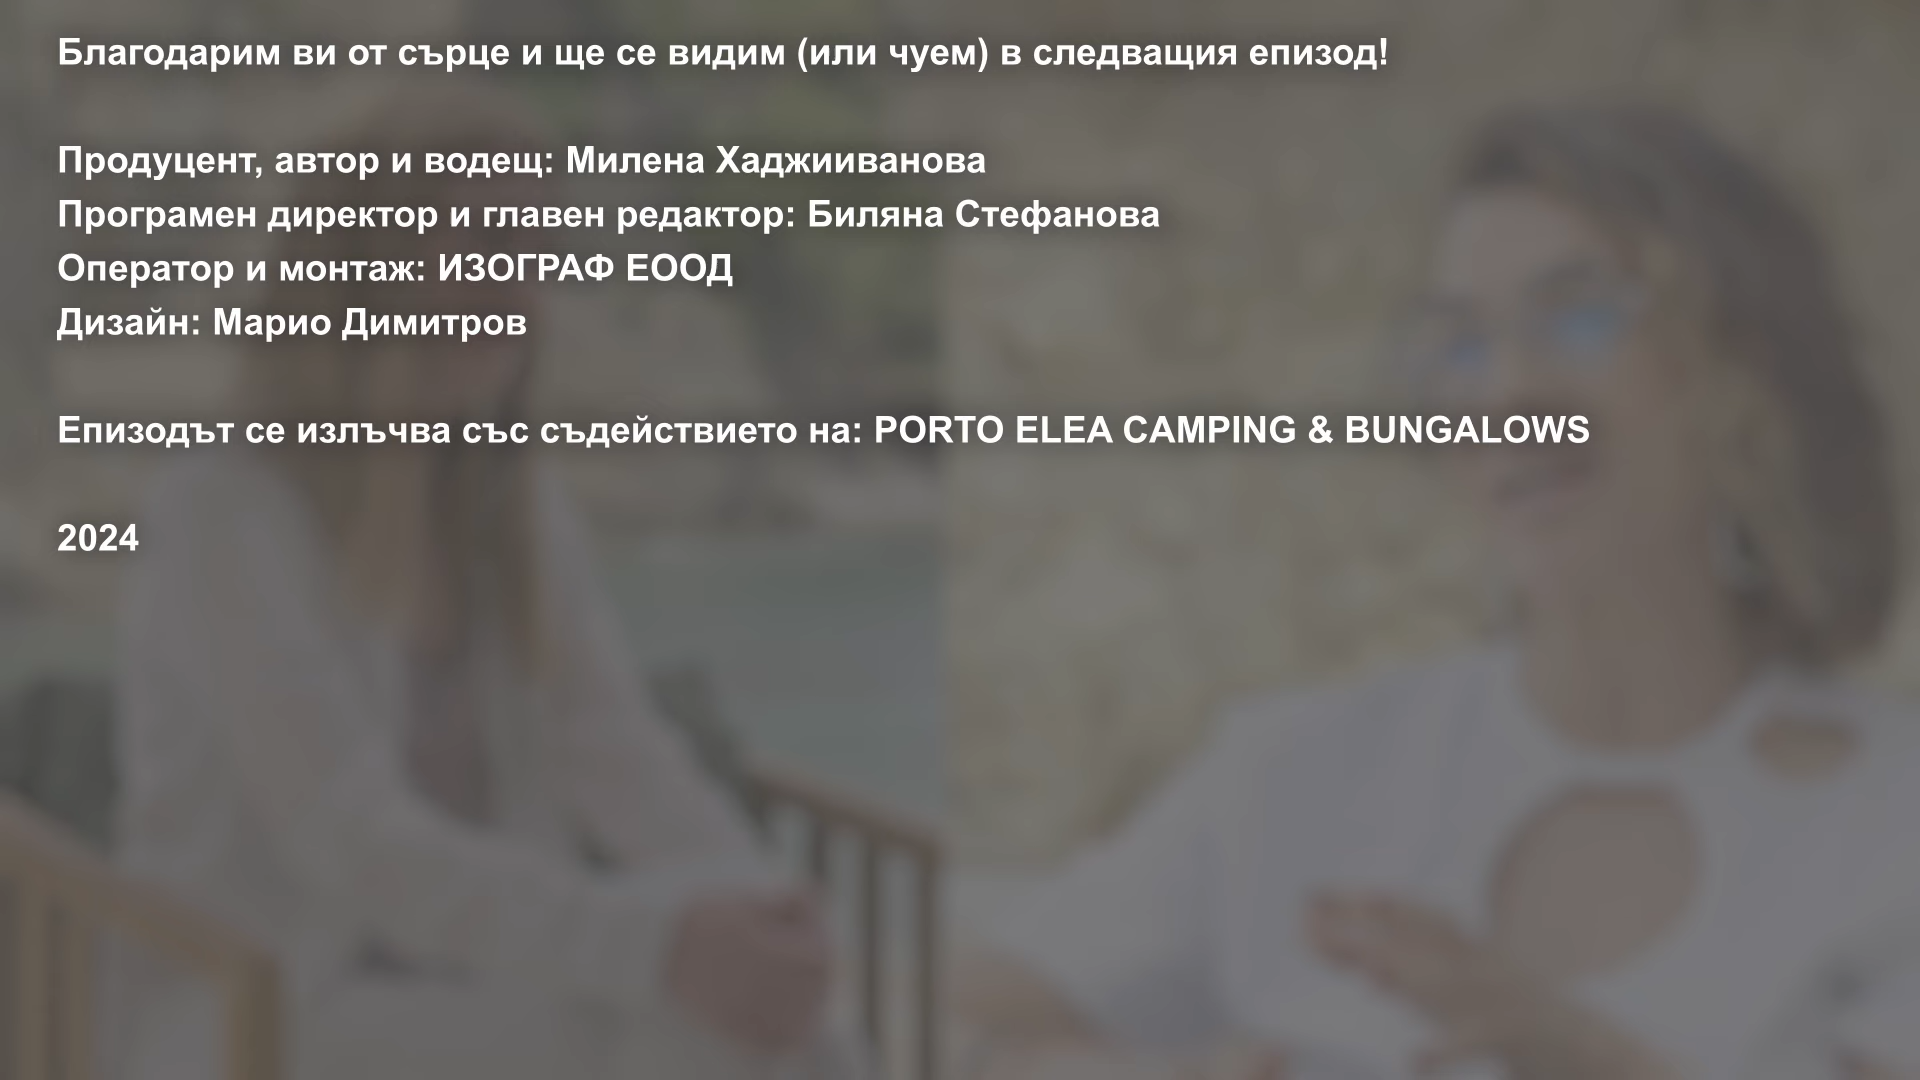 Благодарим ви от сърце и ще се видим (или чуем) в следващия епизод!
Продуцент, автор и водещ: Милена Хаджииванова
Програмен директор и главен редактор: Биляна Стефанова
Оператор и монтаж: ИЗОГРАФ ЕООД
Дизайн: Марио Димитров
Епизодът се излъчва със съдействието на: PORTO ELEA CAMPING & BUNGALOWS
2024